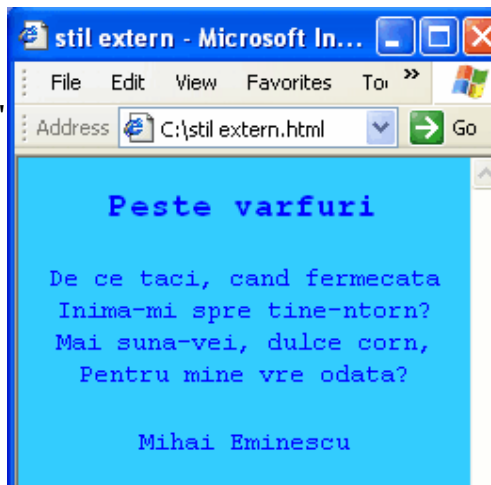 stil extern - Microsoft In...
File Edit View Favorites Too »
Address C:\stil extern.html Go
Peste varfuri
De ce taci, cand fermecata
Inima-mi spre tine-ntorn?
Mai suna-vei, dulce corn,
Pentru mine vre odata?
Mihai Eminescu